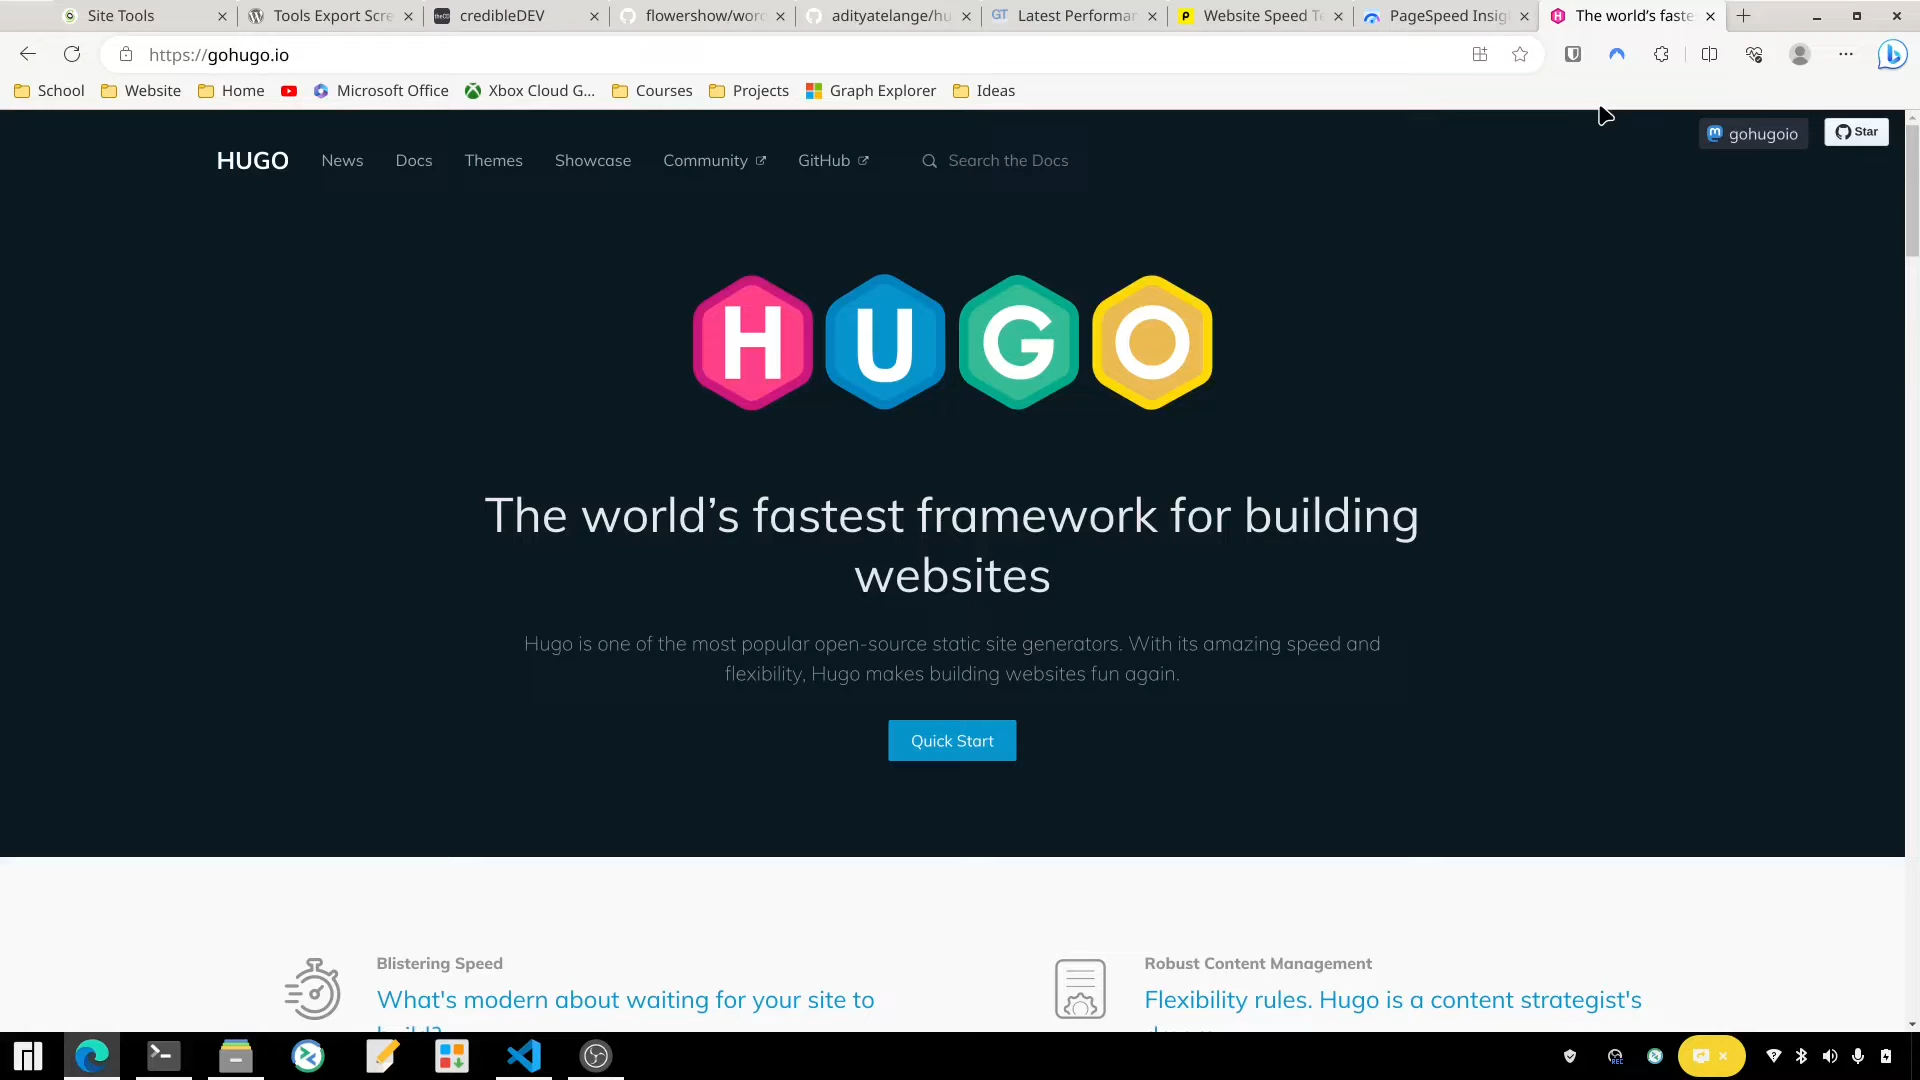 Site Tools
Tools Export Scre
credibleDEV
flowershow/word
adityatelange/hu
GT Latest Performan
P Website Speed Te
PageSpeed Insig
The world's faste
https://gohugo.io
School
Website
Home
Microsoft Office
Xbox Cloud G...
Courses
Projects
Graph Explorer
Ideas
HUGO
News
Docs
Themes
Showcase
Community
GitHub
Search the Docs
gohugoio
Star
HUGO
The world’s fastest framework for building
websites
Hugo is one of the most popular open-source static site generators. With its amazing speed and
flexibility, Hugo makes building websites fun again.
Quick Start
Blistering Speed
What's modern about waiting for your site to
Robust Content Management
Flexibility rules. Hugo is a content strategist's